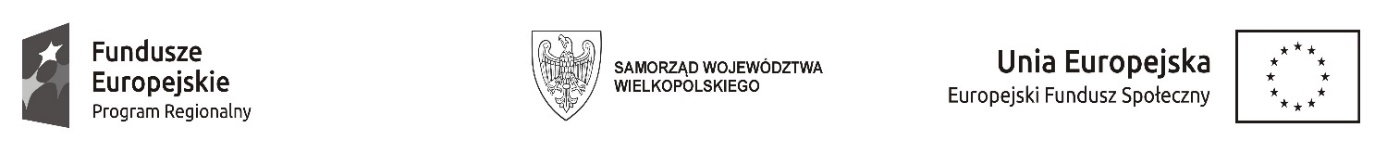 Fundusze
Europejskie
Program Regionalny
SAMORZĄD WOJEWÓDZTWA
WIELKOPOLSKIEGO
Unia Europejska
Europejski Fundusz Społeczny